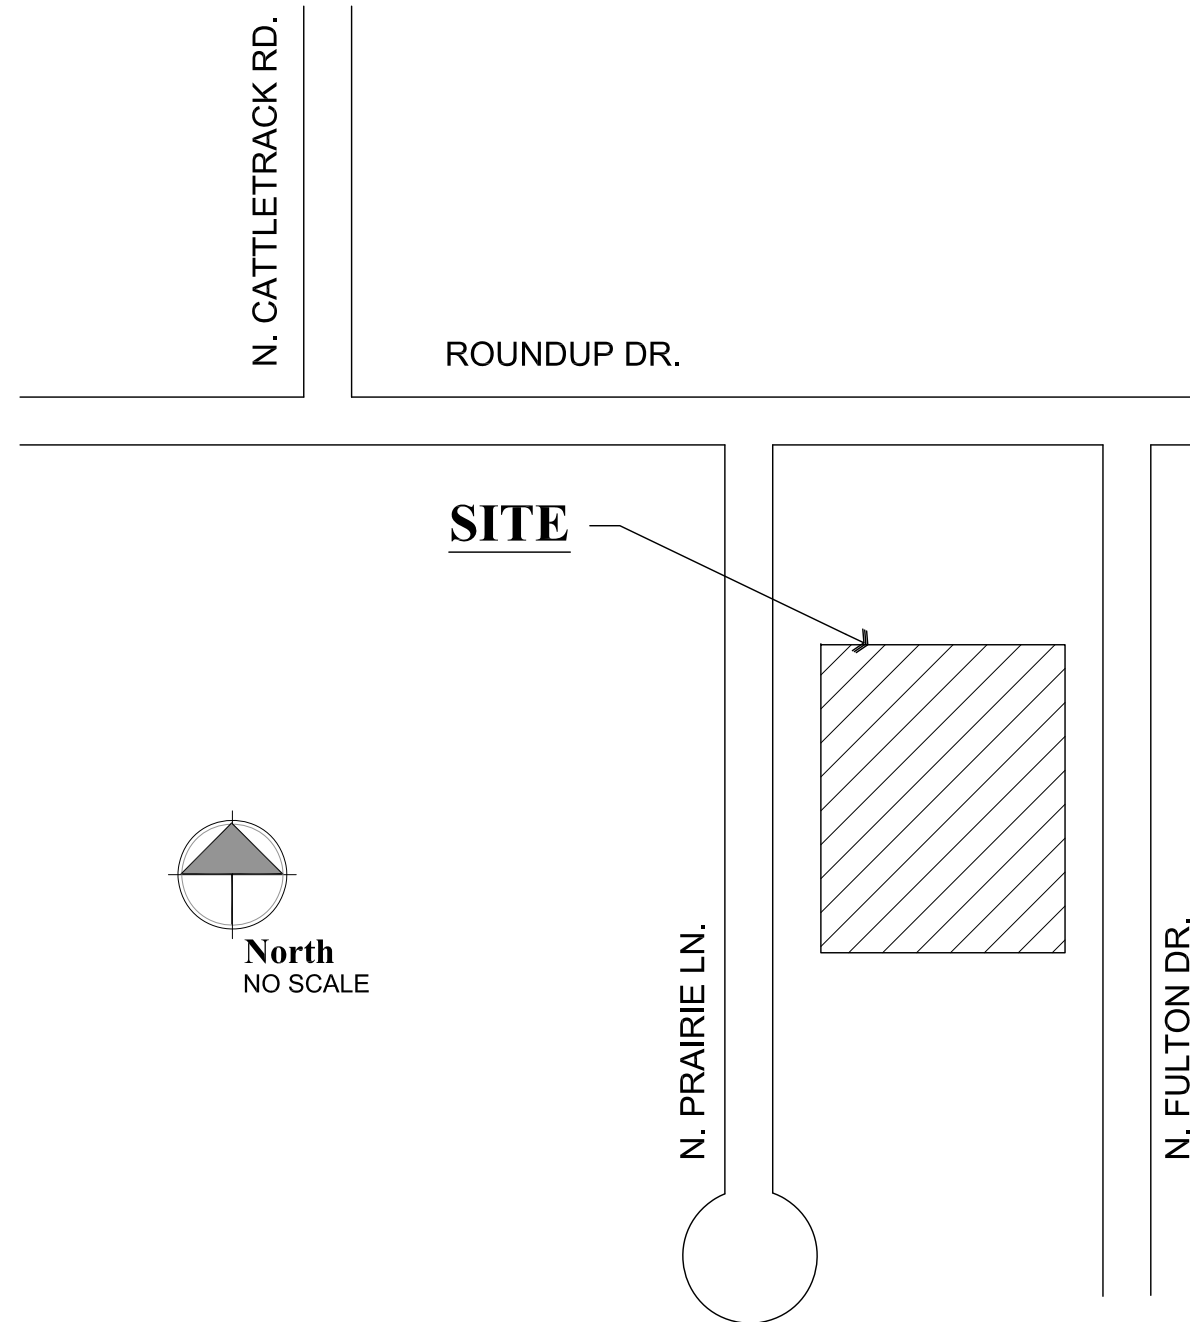 N. CATTLETRACK RD.
ROUNDUP DR.
SITE
North
NO SCALE
N. PRAIRIE LN.
N. FULTON DR.